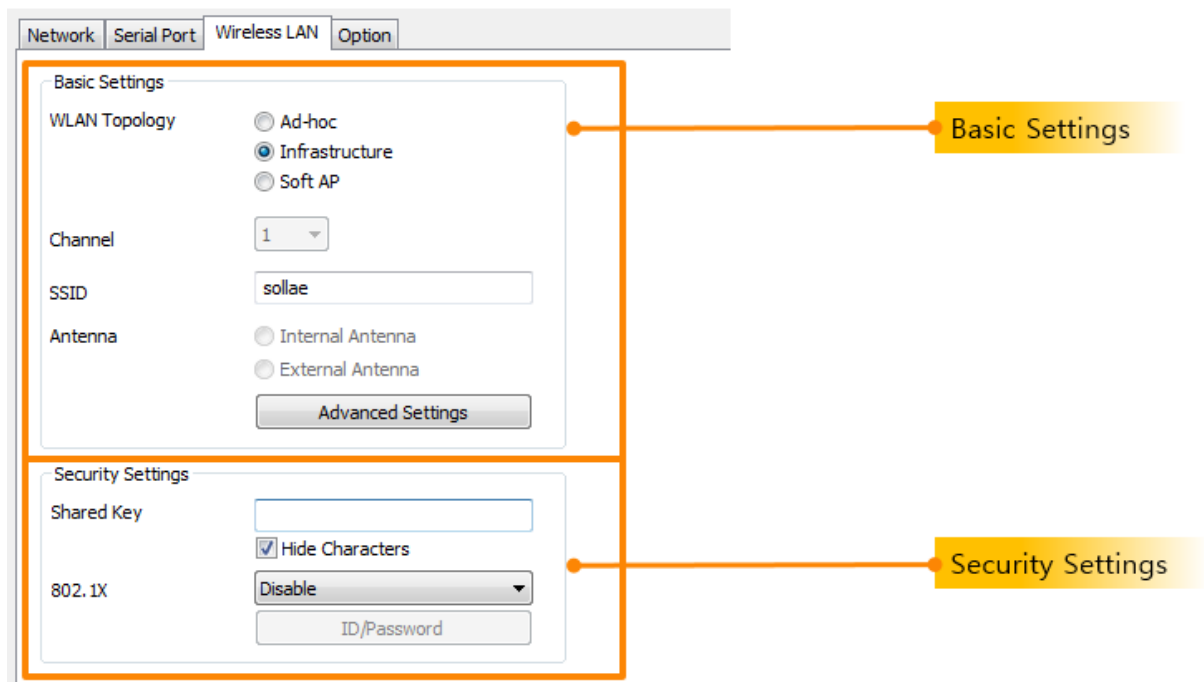 Network Serial Port Wireless LAN Option
Basic Settings
WLAN Topology
Ad-hoc
Infrastructure
Soft AP
Channel
1
SSID
sollae
Antenna
Internal Antenna
External Antenna
Advanced Settings
Basic Settings
Security Settings
Shared Key
Hide Characters
802.1X
Disable
ID/Password
Security Settings